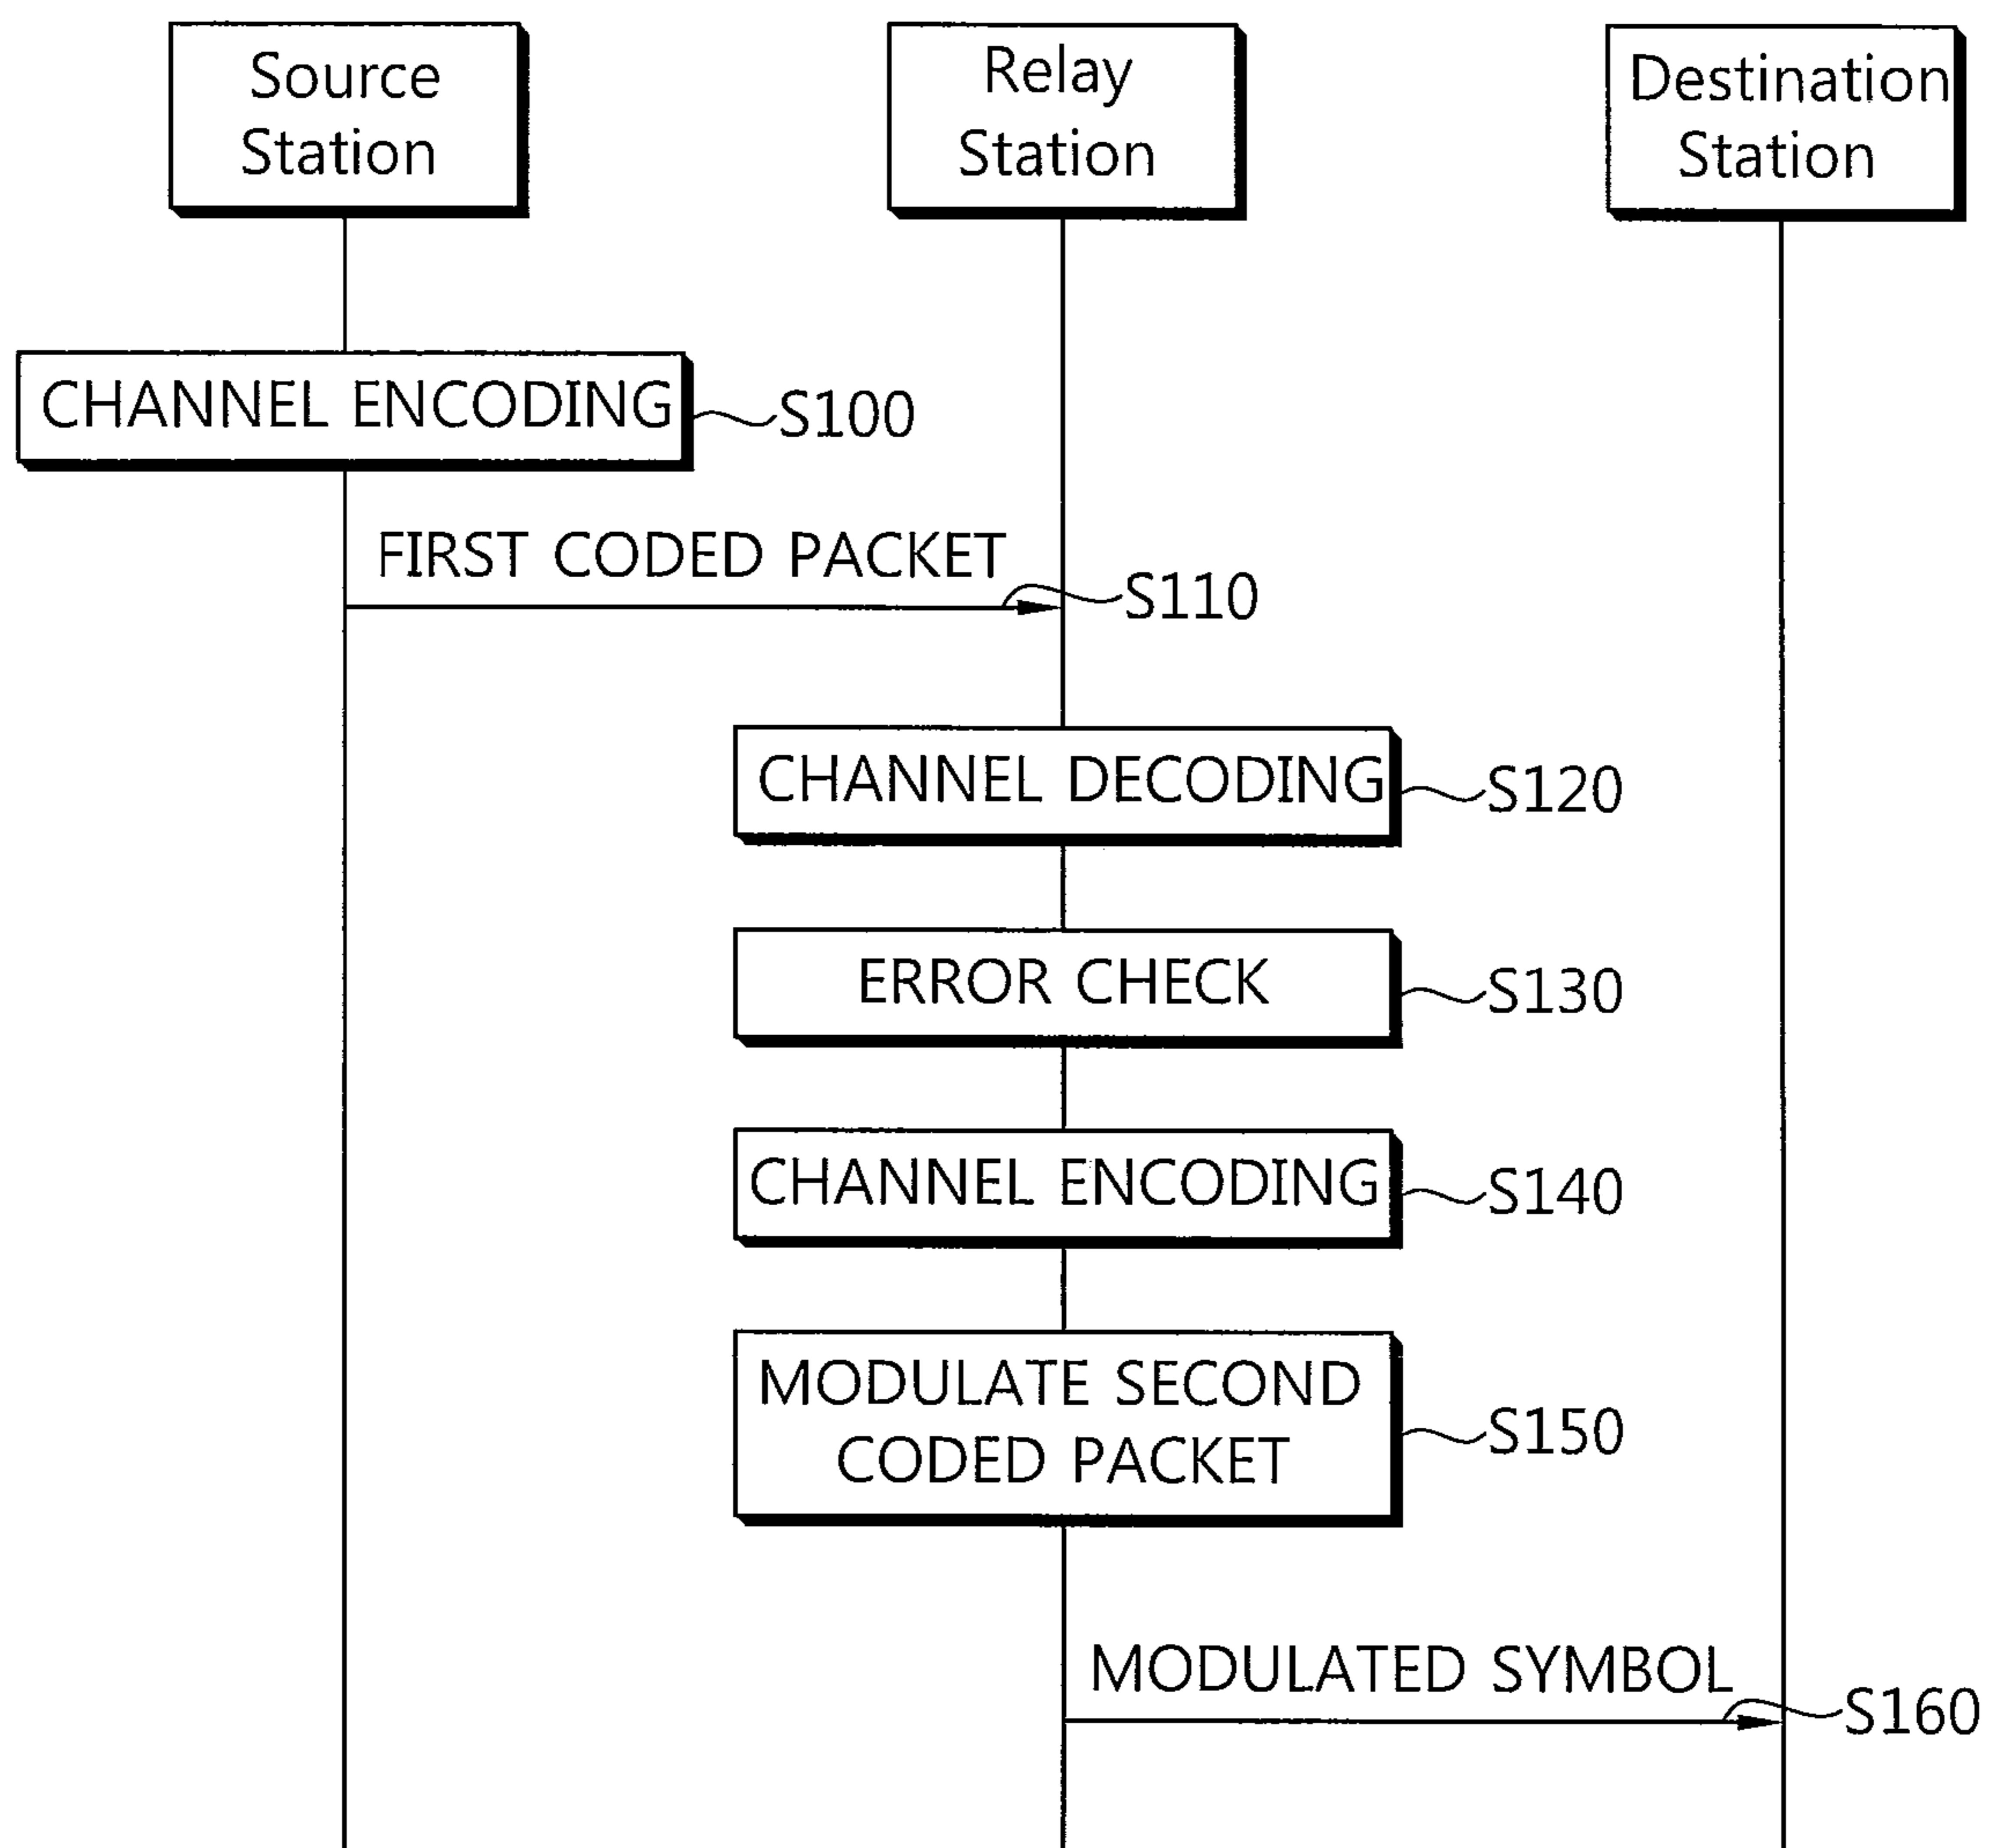 Source
Station
Relay
Station
Destination
Station
CHANNEL ENCODING
S100
FIRST CODED PACKET
S110
CHANNEL DECODING
S120
ERROR CHECK
S130
CHANNEL ENCODING
S140
MODULATE SECOND
CODED PACKET
S150
MODULATED SYMBOL
S160